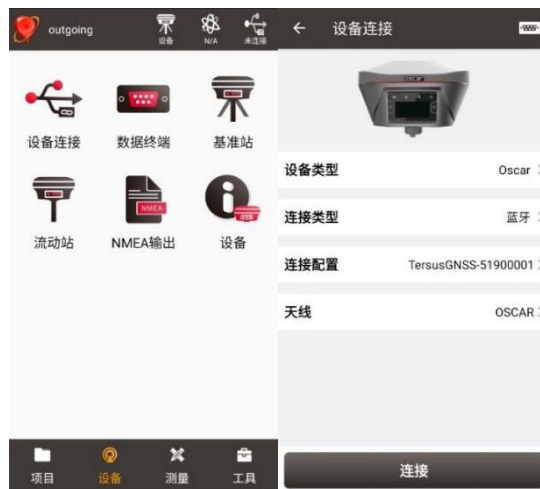 outgoing
设备
N/A
未连接
设备连接
数据终端
基准站
NMEA
流动站
NMEA输出
设备
项目
设备
测量
工具
设备连接
OSCAR
设备类型 Oscar
连接类型 蓝牙
连接配置 TersusGNSS-51900001
天线 OSCAR
连接